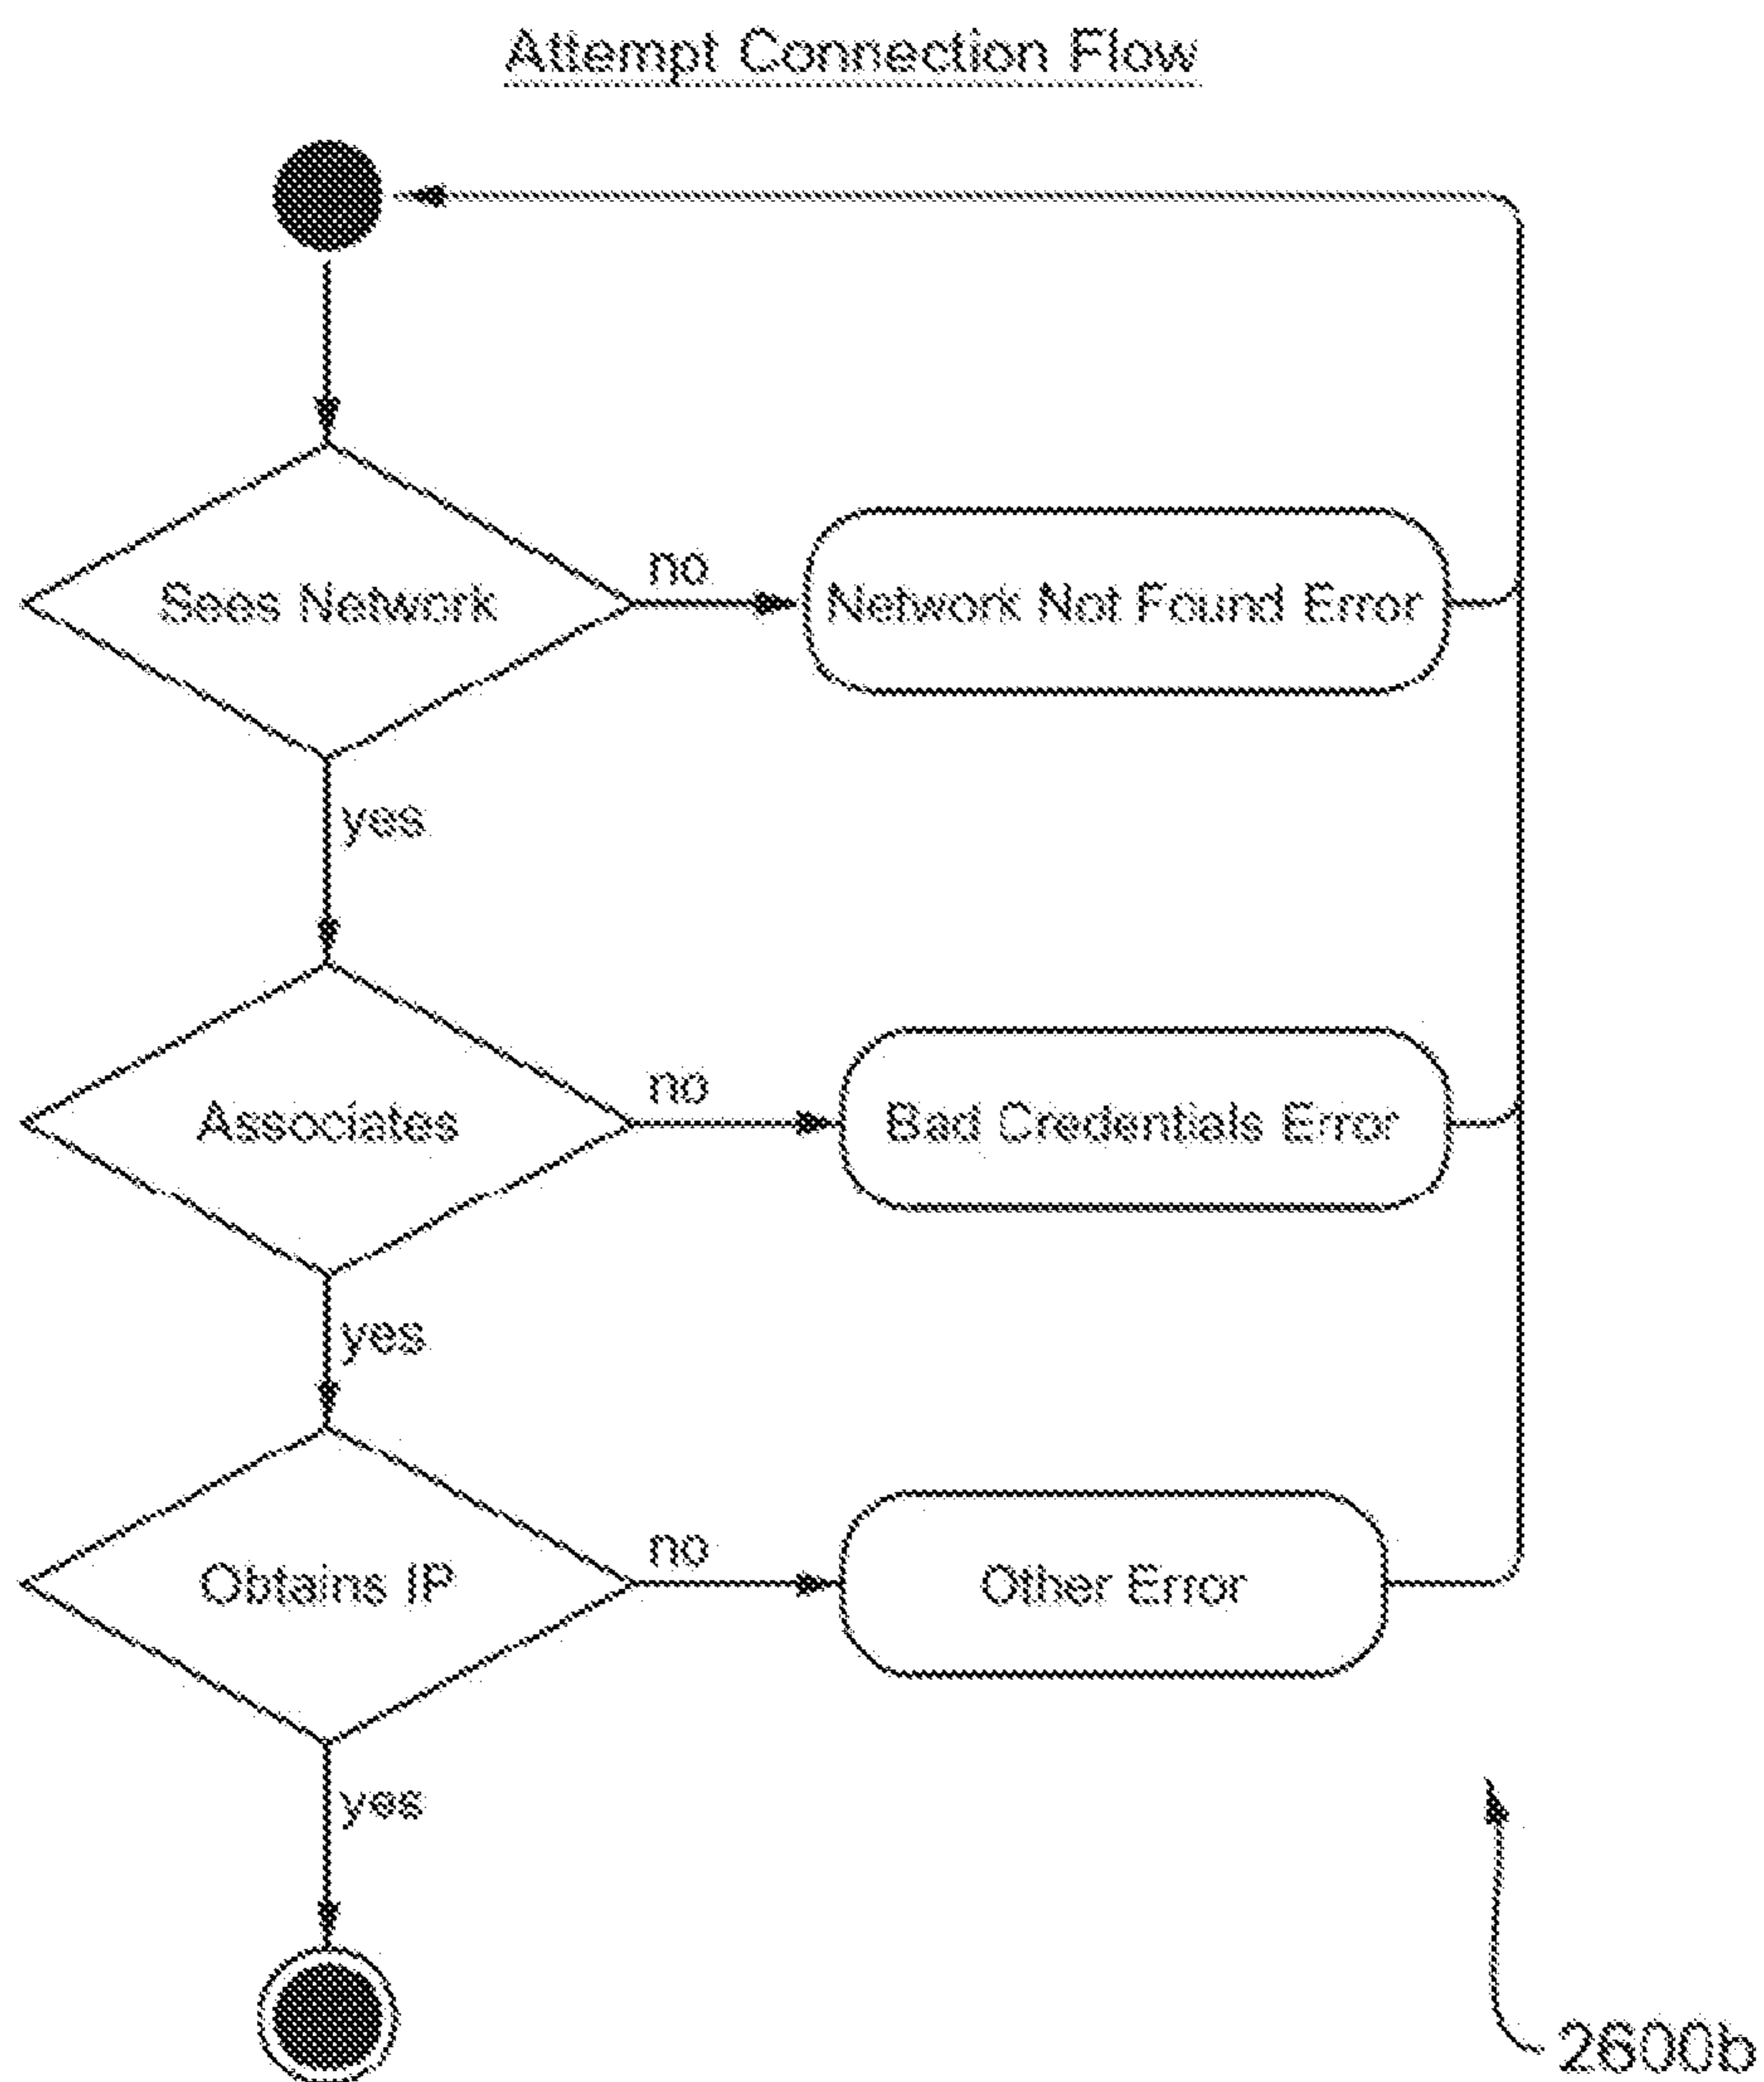 Attempt Connection Flow
Sees Network
no
Network Not Found Error
yes
Associates
no
Bad Credentials Error
yes
Obtains IP
no
Other Error
yes
2600b